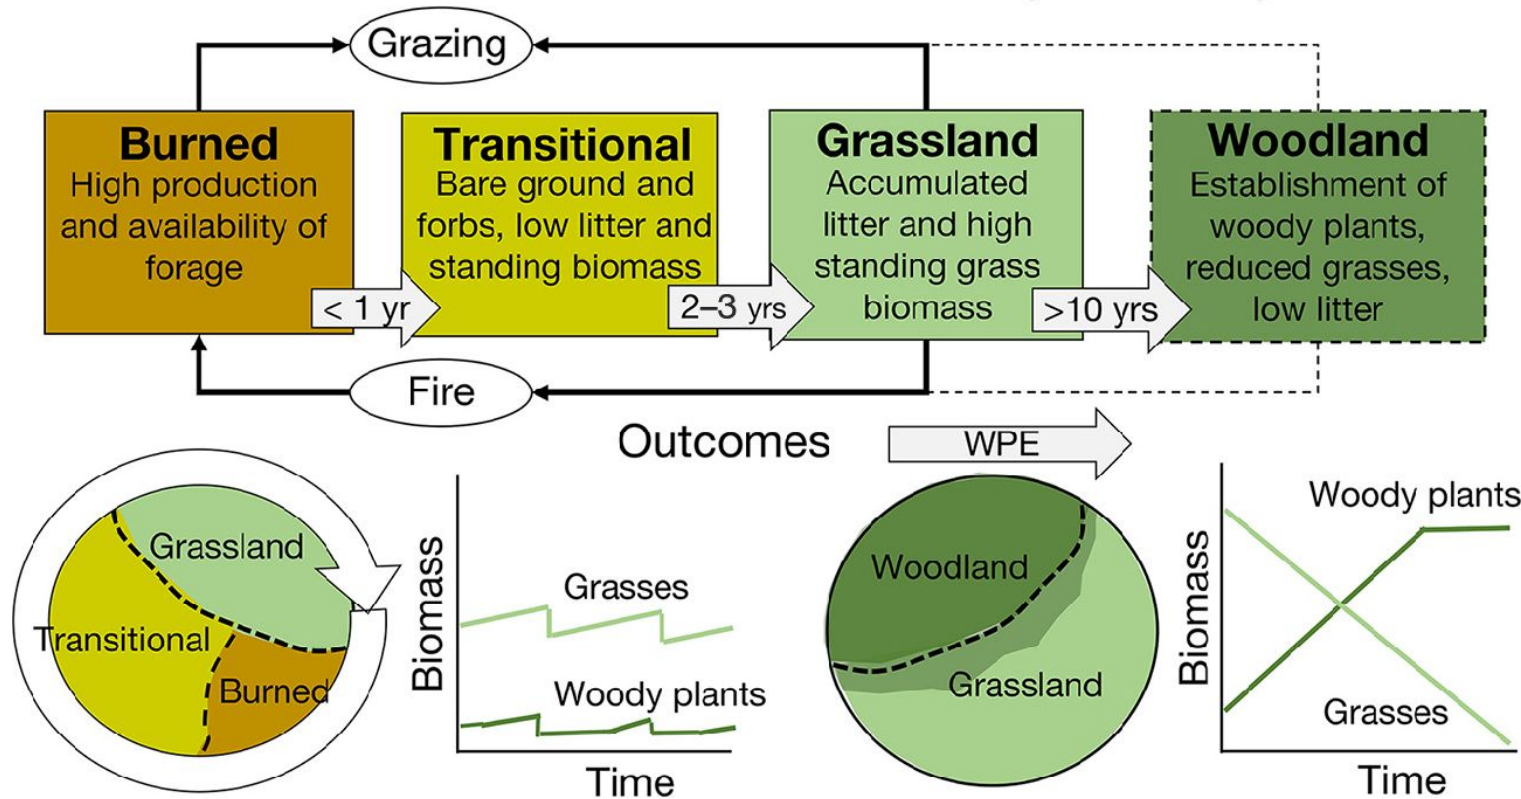 Grazing
Burned
High production
and availability of
forage
Transitional
Bare ground and
forbs, low litter and
standing biomass
Grassland
Accumulated
litter and high
standing grass
biomass
Woodland
Establishment of
woody plants,
reduced grasses,
low litter
< 1 yr
2–3 yrs
>10 yrs
Fire
Outcomes
WPE
Grassland
Transitional
Burned
Biomass
Grasses
Woody plants
Time
Woodland
Grassland
Biomass
Woody plants
Grasses
Time